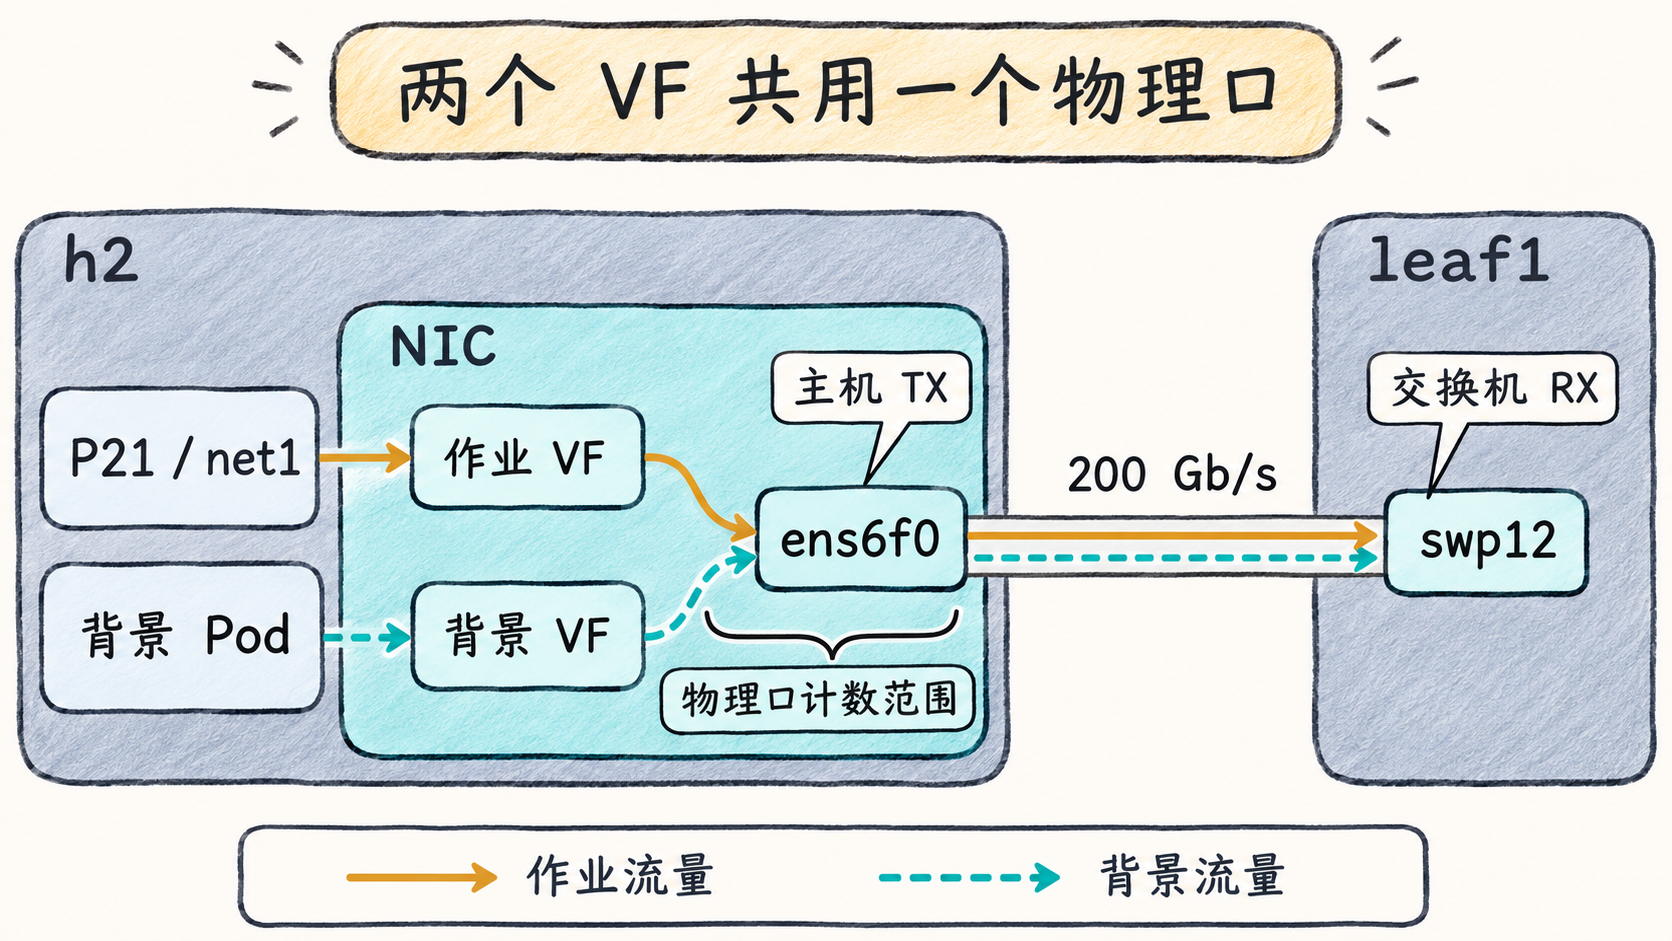 两个 VF 共用一个物理口
h2
leaf1
NIC
主机 TX
交换机 RX
P21 / net1
作业 VF
200 Gb/s
ens6f0
swp12
背景 Pod
背景 VF
物理口计数范围
作业流量
背景流量